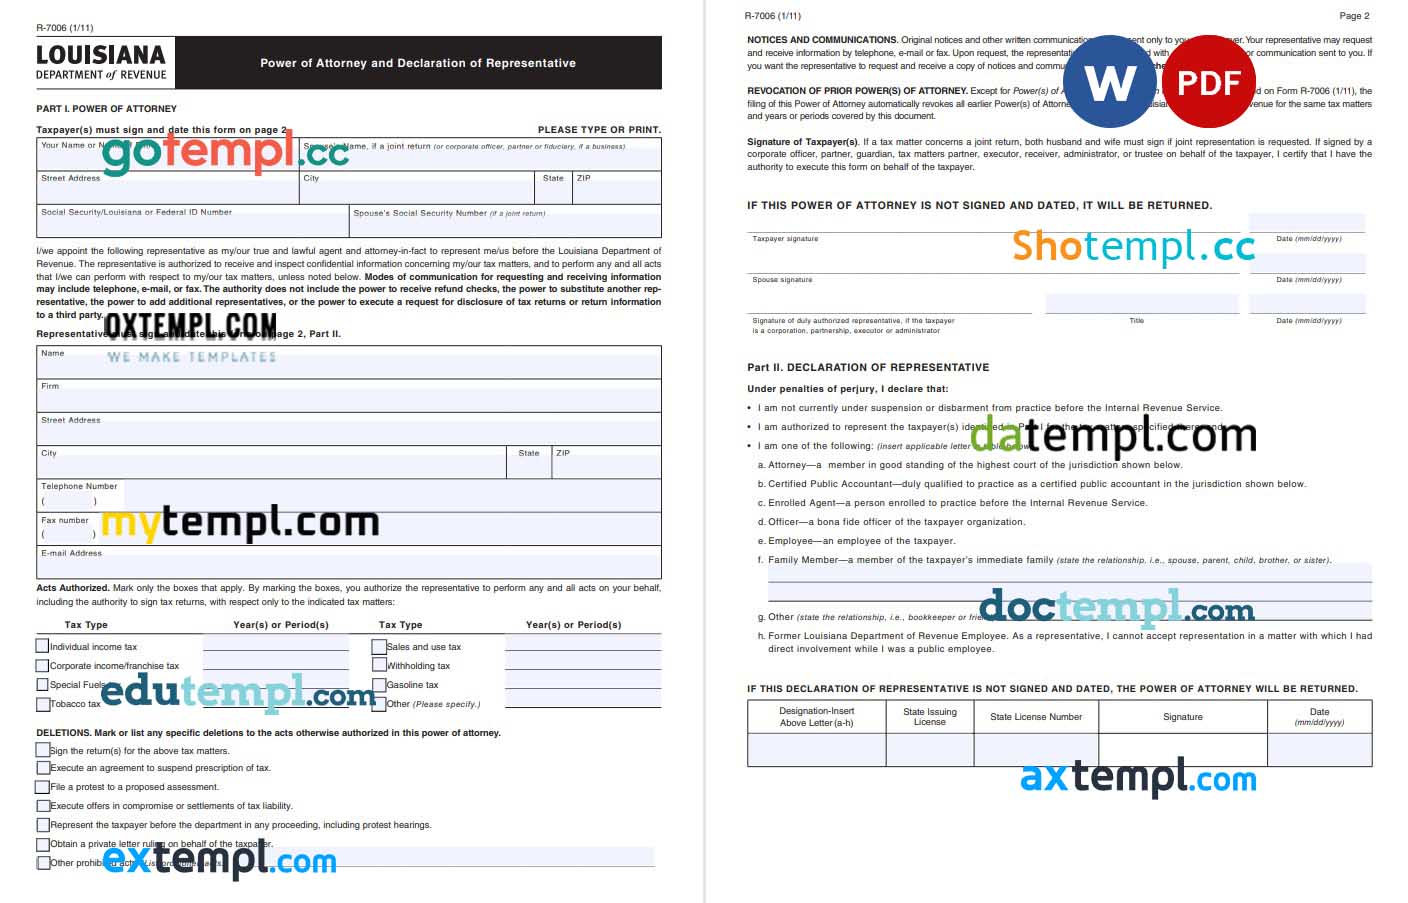 R-7006 (1/11)
LOUISIANA
DEPARTMENT of REVENUE
Power of Attorney and Declaration of Representative
PART I. POWER OF ATTORNEY
Taxpayer(s) must sign and date this form on page 2
PLEASE TYPE OR PRINT.
Your Name or
Spouse's Name, if a joint return (or corporate officer, partner or fiduciary, if a business)
gotempl.cc
Street Address
City
State
ZIP
Social Security/Louisiana or Federal ID Number
Spouse's Social Security Number (if a joint return)
I/we appoint the following representative as my/our true and lawful agent and attorney-in-fact to represent me/us before the Louisiana Department of
Revenue. The representative is authorized to receive and inspect confidential information concerning my/our tax matters, and to perform any and all acts
that I/we can perform with respect to my/our tax matters, unless noted below. Modes of communication for requesting and receiving information
may include telephone, e-mail, or fax. The authority does not include the power to receive refund checks, the power to substitute another rep-
resentative, the power to add additional representatives, or the power to execute a request for disclosure of tax returns or return information
to a third party.
OXTEMPL.COM
Representative must sign and date this form on page 2, Part II.
WE MAKE TEMPLATES
Name
Firm
Street Address
City
State
ZIP
Telephone Number
( )
Fax number
( )
mytempl.com
E-mail Address
Acts Authorized. Mark only the boxes that apply. By marking the boxes, you authorize the representative to perform any and all acts on your behalf,
including the authority to sign tax returns, with respect only to the indicated tax matters:
Tax Type
Year(s) or Period(s)
Tax Type
Year(s) or Period(s)
Individual income tax
Sales and use tax
Corporate income/franchise tax
Withholding tax
Special Fuels
Gasoline tax
Tobacco tax
Other (Please specify.)
edutempl.com
DELETIONS. Mark or list any specific deletions to the acts otherwise authorized in this power of attorney.
Sign the return(s) for the above tax matters.
Execute an agreement to suspend prescription of tax.
File a protest to a proposed assessment.
Execute offers in compromise or settlements of tax liability.
Represent the taxpayer before the department in any proceeding, including protest hearings.
Obtain a private letter ruling on behalf of the taxpayer.
Other prohibited acts
extempl.com
R-7006 (1/11)
Page 2
NOTICES AND COMMUNICATIONS. Original notices and other written communication sent only to you Your representative may request
and receive information by telephone, e-mail or fax. Upon request, the representati with or communication sent to you. If
you want the representative to request and receive a copy of notices and commu
W
PDF
REVOCATION OF PRIOR POWER(S) OF ATTORNEY. Except for Power(s) of on Form R-7006 (1/11), the
filing of this Power of Attorney automatically revokes all earlier Power(s) of Attorne for the same tax matters
and years or periods covered by this document.
Signature of Taxpayer(s). If a tax matter concerns a joint return, both husband and wife must sign if joint representation is requested. If signed by a
corporate officer, partner, guardian, tax matters partner, executor, receiver, administrator, or trustee on behalf of the taxpayer, I certify that I have the
authority to execute this form on behalf of the taxpayer.
IF THIS POWER OF ATTORNEY IS NOT SIGNED AND DATED, IT WILL BE RETURNED.
Taxpayer signature
Date (mm/dd/yyyy)
Shotempl.cc
Spouse signature
Date (mm/dd/yyyy)
Signature of duly authorized representative, if the taxpayer
is a corporation, partnership, executor or administrator
Title
Date (mm/dd/yyyy)
Part II. DECLARATION OF REPRESENTATIVE
Under penalties of perjury, I declare that:
• I am not currently under suspension or disbarment from practice before the Internal Revenue Service.
• I am authorized to represent the taxpayer(s) identified in Part I for the tax matters specified there; and
datempl.com
• I am one of the following: (insert applicable letter in table below)
a. Attorney—a member in good standing of the highest court of the jurisdiction shown below.
b. Certified Public Accountant—duly qualified to practice as a certified public accountant in the jurisdiction shown below.
c. Enrolled Agent—a person enrolled to practice before the Internal Revenue Service.
d. Officer—a bona fide officer of the taxpayer organization.
e. Employee—an employee of the taxpayer.
f. Family Member—a member of the taxpayer's immediate family (state the relationship, i.e., spouse, parent, child, brother, or sister).
doctempl.com
g. Other (state the relationship, i.e., bookkeeper or
h. Former Louisiana Department of Revenue Employee. As a representative, I cannot accept representation in a matter with which I had
direct involvement while I was a public employee.
IF THIS DECLARATION OF REPRESENTATIVE IS NOT SIGNED AND DATED, THE POWER OF ATTORNEY WILL BE RETURNED.
Designation-Insert
Above Letter (a-h)
State Issuing
License
State License Number
Signature
Date
(mm/dd/yyyy)
axtempl.com